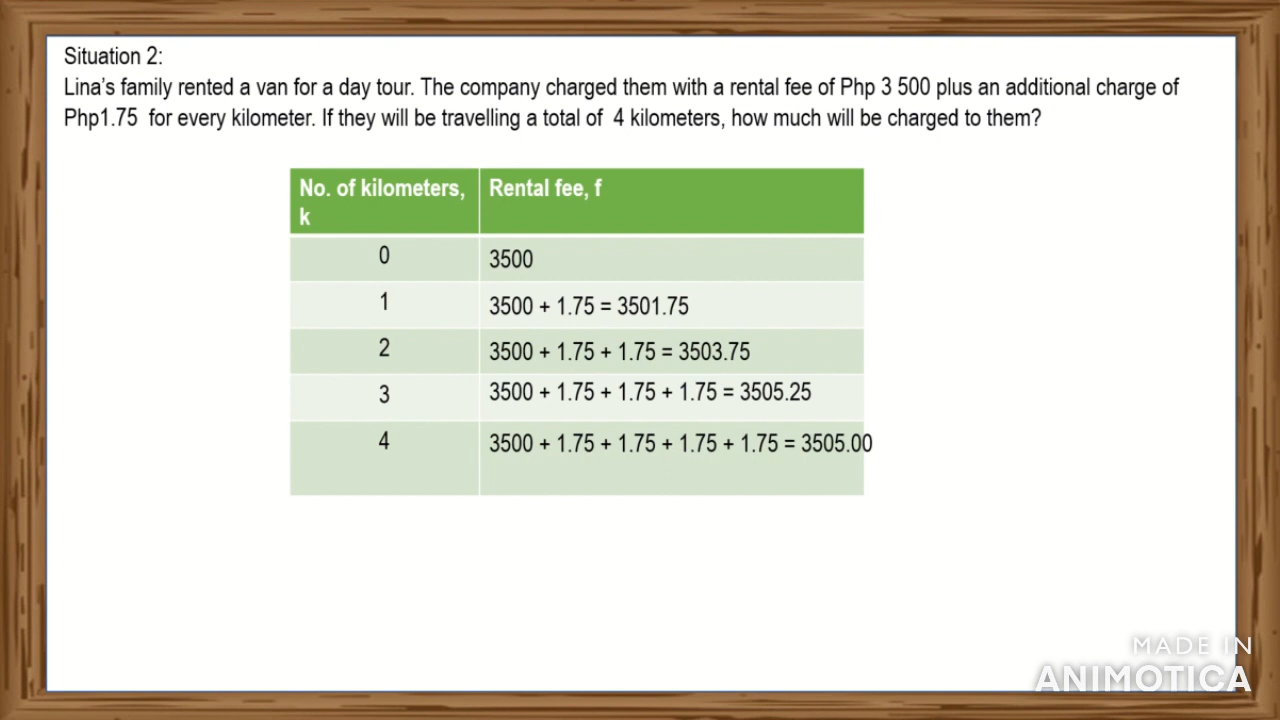 Situation 2:
Lina’s family rented a van for a day tour. The company charged them with a rental fee of Php 3 500 plus an additional charge of
Php1.75 for every kilometer. If they will be travelling a total of 4 kilometers, how much will be charged to them?
No. of kilometers, k
Rental fee, f
0
3500
1
3500 + 1.75 = 3501.75
2
3500 + 1.75 + 1.75 = 3503.75
3
3500 + 1.75 + 1.75 + 1.75 = 3505.25
4
3500 + 1.75 + 1.75 + 1.75 + 1.75 = 3505.00
MADE IN
ANIMOTICA